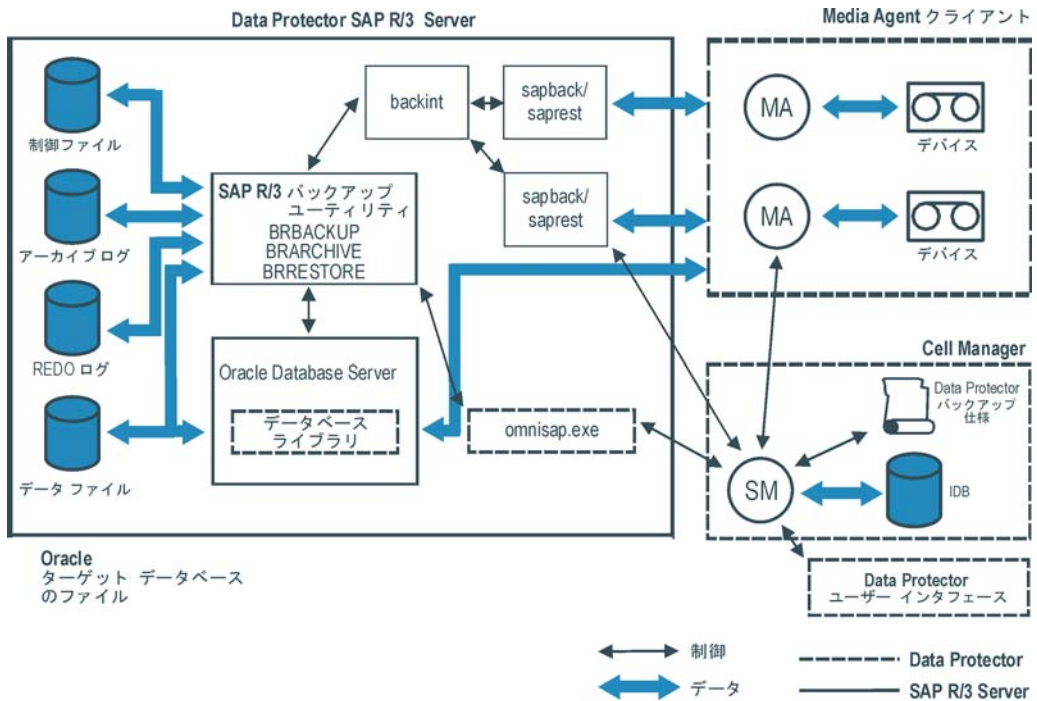 Data Protector SAP R/3 Server
Media Agent クライアント
制御ファイル
アーカイブログ
REDO ログ
データ ファイル
backint
sapback/
saprest
sapback/
saprest
SAP R/3 バックアップ
ユーティリティ
BRBACKUP
BRARCHIVE
BRRESTORE
Oracle Database Server
データベース
ライブラリ
omnisap.exe
MA
デバイス
MA
デバイス
Cell Manager
Data Protector
バックアップ
仕様
SM
IDB
Data Protector
ユーザー インタフェース
Oracle
ターゲット データベース
のファイル
制御
データ
Data Protector
SAP R/3 Server